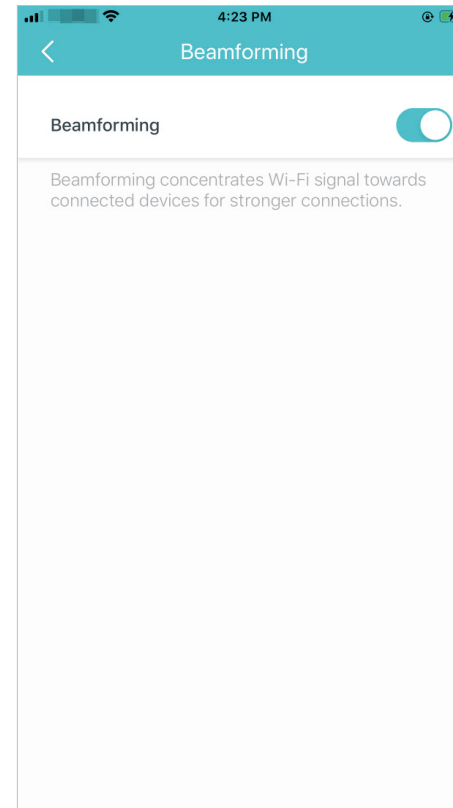 4:23 PM
Beamforming
Beamforming
Beamforming concentrates Wi-Fi signal towards
connected devices for stronger connections.